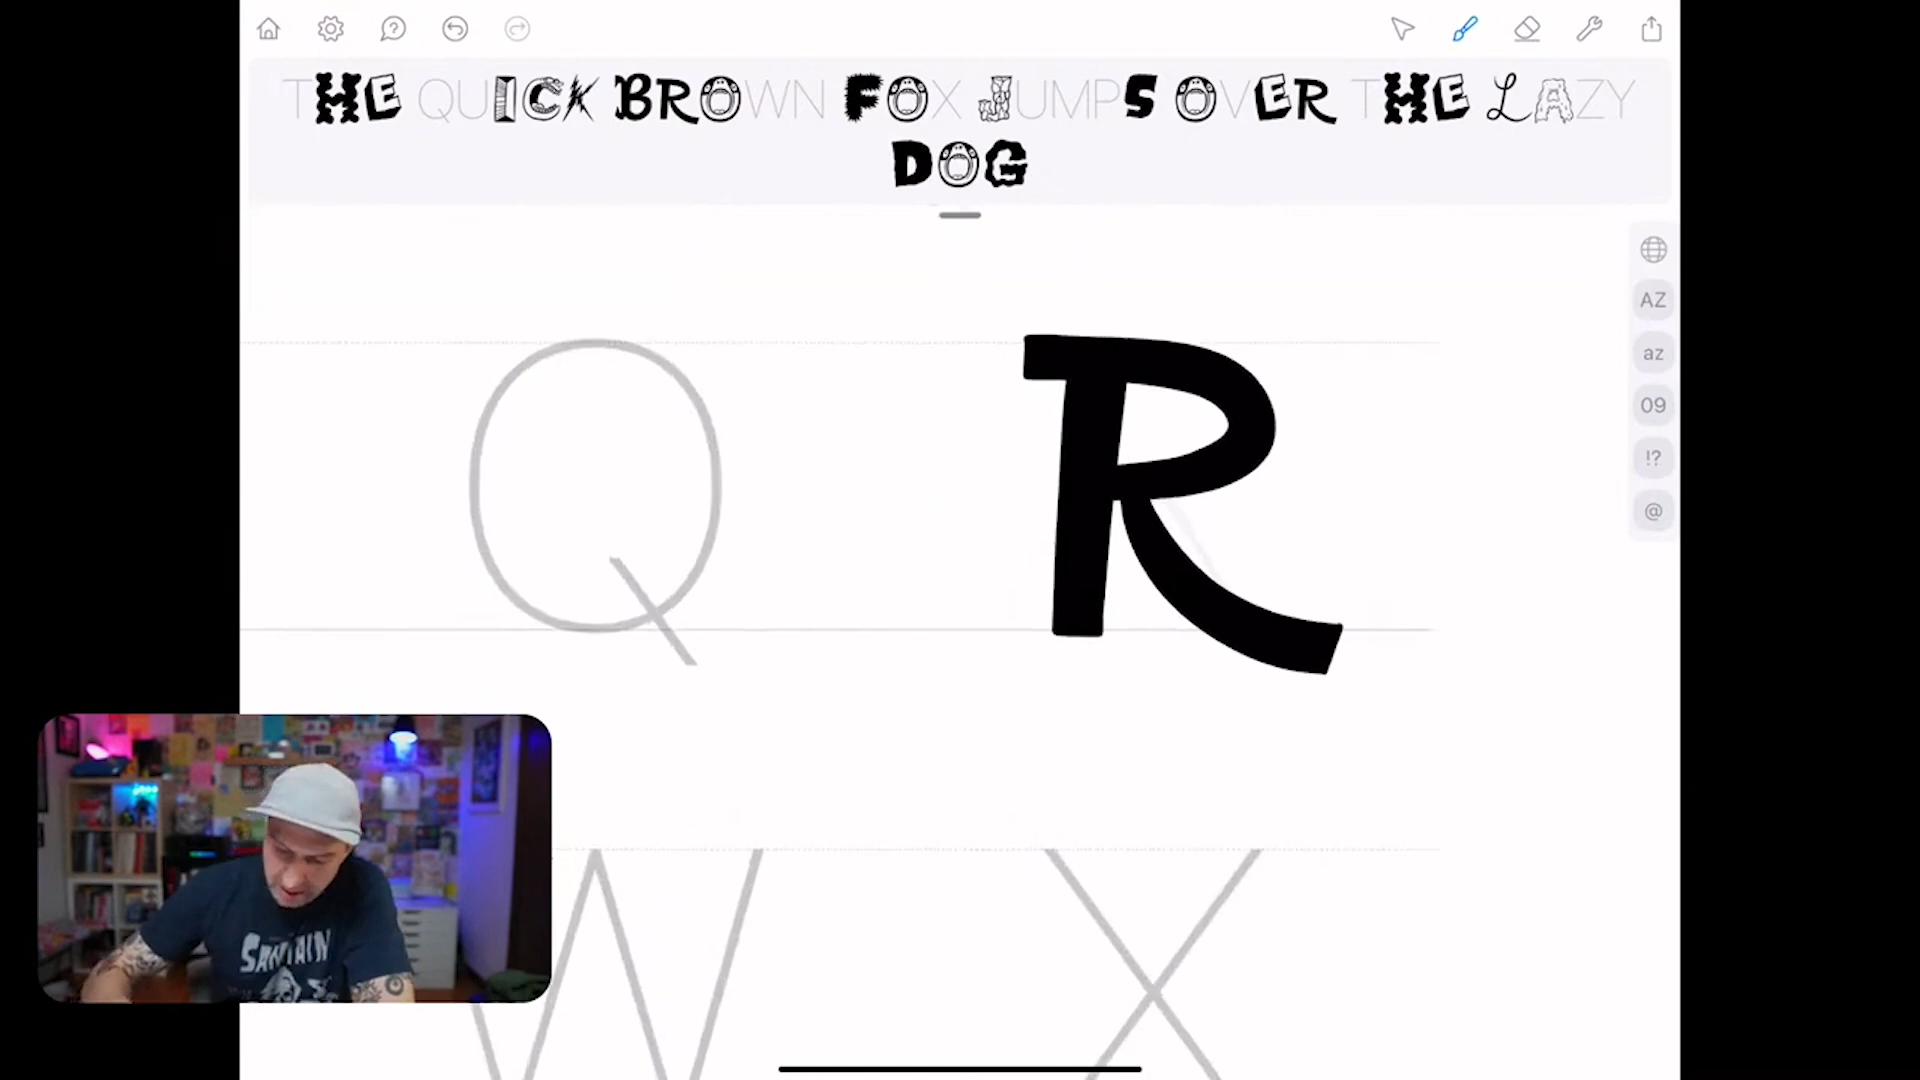 THE QUICK BROWN FOX JUMPS OVER THE LAZY
DOG
AZ
az
09
!?
@
Q R
W X